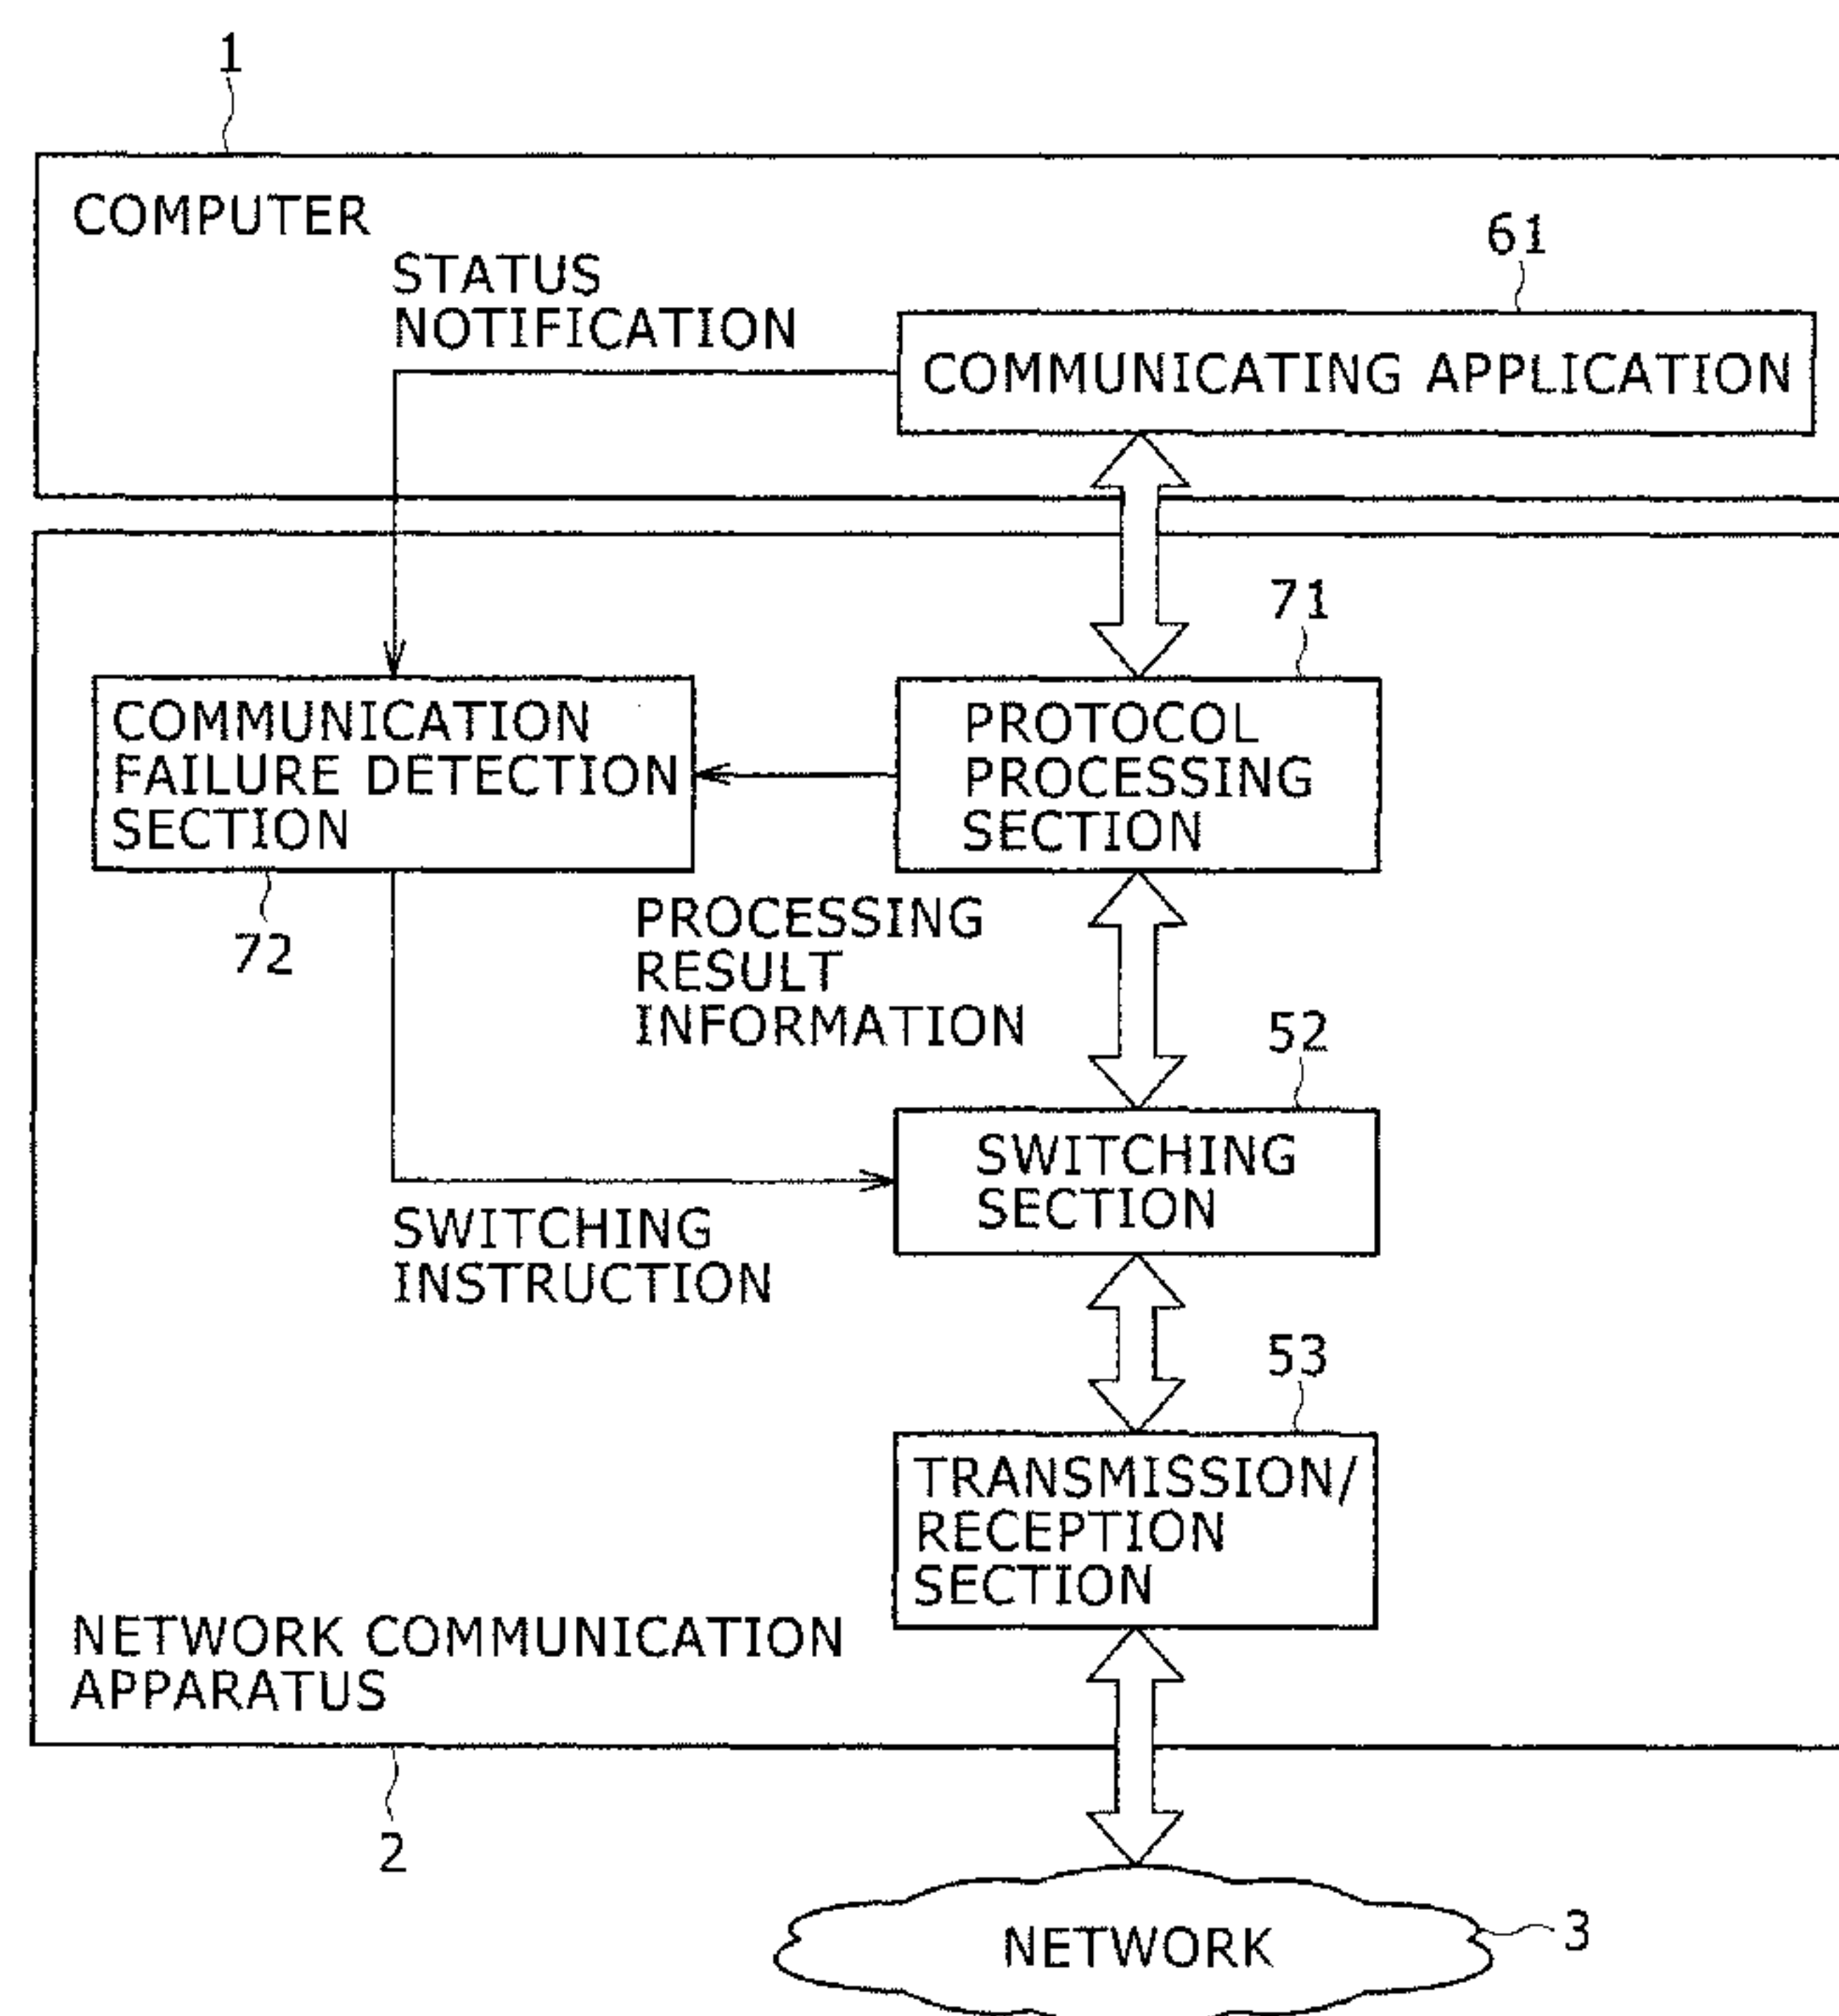 1
COMPUTER
61
STATUS
NOTIFICATION
COMMUNICATING APPLICATION
71
COMMUNICATION
FAILURE DETECTION
SECTION
PROTOCOL
PROCESSING
SECTION
72
PROCESSING
RESULT
INFORMATION
52
SWITCHING
SECTION
SWITCHING
INSTRUCTION
53
TRANSMISSION/
RECEPTION
SECTION
NETWORK COMMUNICATION
APPARATUS
2
NETWORK
3